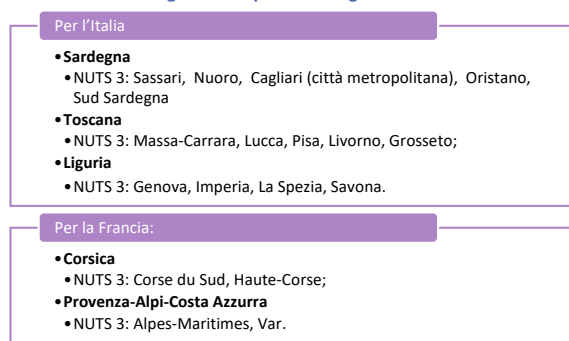 Per l'Italia
•Sardegna
•NUTS 3: Sassari, Nuoro, Cagliari (città metropolitana), Oristano,
Sud Sardegna
•Toscana
•NUTS 3: Massa-Carrara, Lucca, Pisa, Livorno, Grosseto;
•Liguria
•NUTS 3: Genova, Imperia, La Spezia, Savona.
Per la Francia:
•Corsica
•NUTS 3: Corse du Sud, Haute-Corse;
•Provenza-Alpi-Costa Azzurra
•NUTS 3: Alpes-Maritimes, Var.